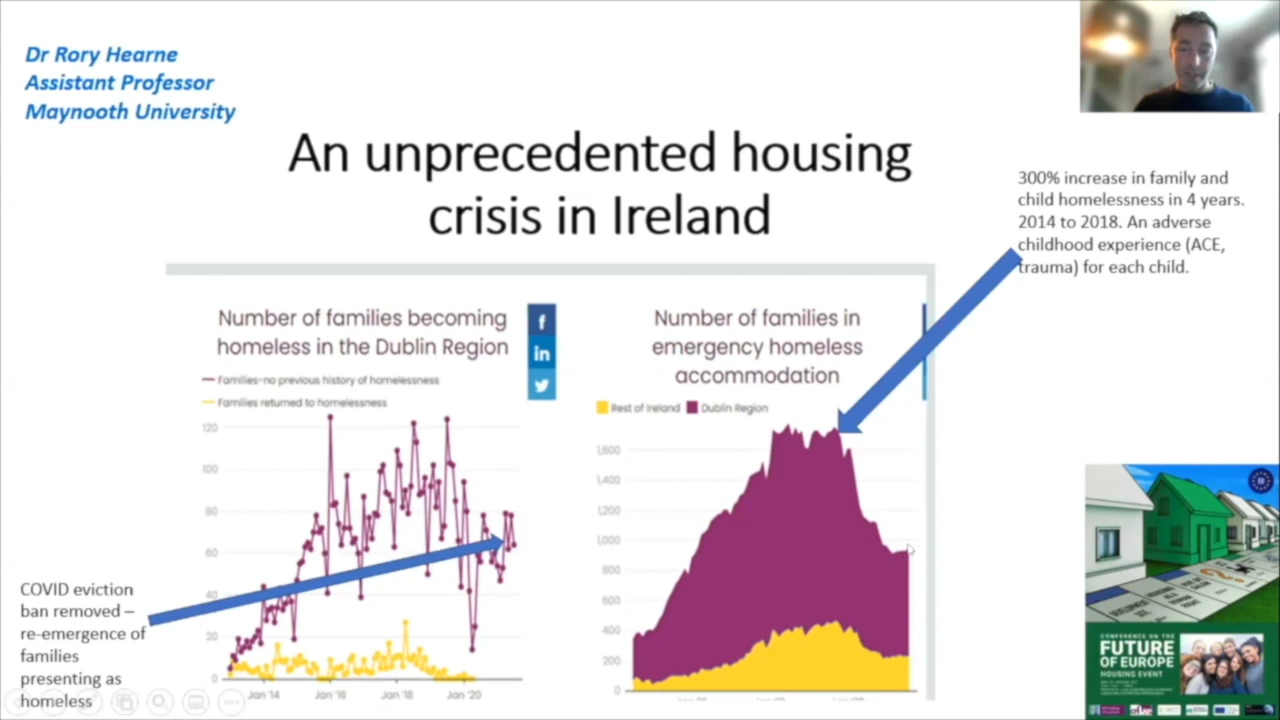 Dr Rory Hearne
Assistant Professor
Maynooth University
An unprecedented housing
crisis in Ireland
300% increase in family and
child homelessness in 4 years.
2014 to 2018. An adverse
childhood experience (ACE,
trauma) for each child.
Number of families becoming
homeless in the Dublin Region
f
in
Families-no previous history of homelessness
Families returned to homelessness
120
100
80
60
40
20
0
Jan 14
Jan 16
Jan 18
Jan 20
Number of families in
emergency homeless
accommodation
Rest of Ireland
Dublin Region
1,600
1,400
1,200
1,000
800
600
400
200
0
COVID eviction
ban removed –
re-emergence of
families
presenting as
homeless
CONFERENCE ON THE
FUTURE
OF EUROPE
HOUSING EVENT